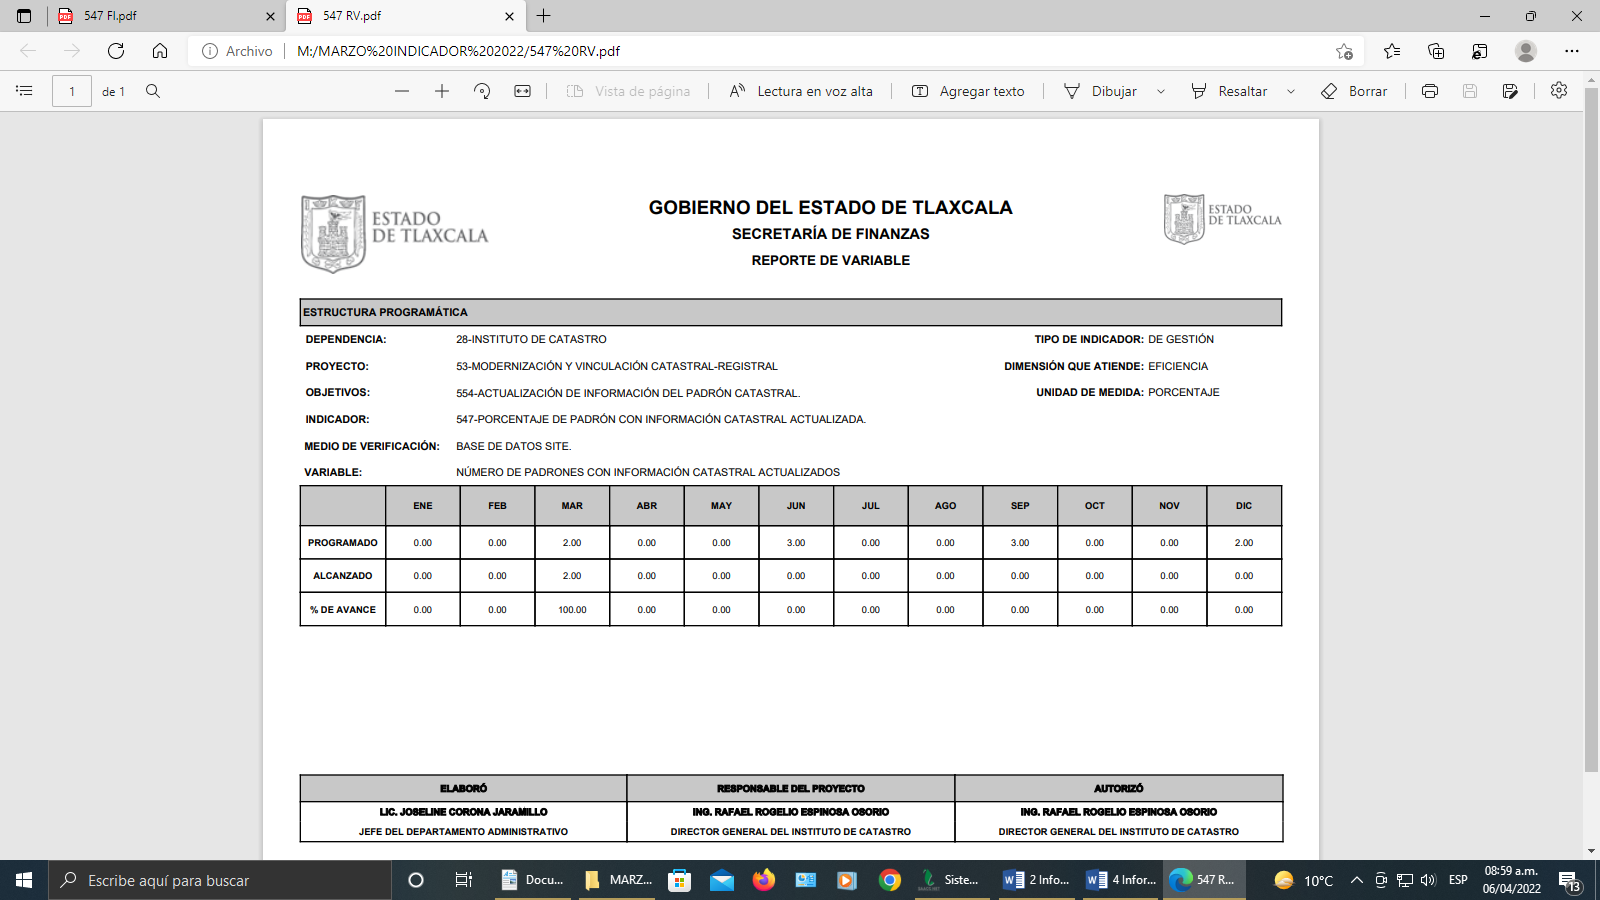 547 FI.pdf
547 RV.pdf
Archivo M:/MARZO%20INDICADOR%202022/547%20RV.pdf
1 de 1 Vista de página Lectura en voz alta Agregar texto Dibujar Resaltar Borrar
ESTADO DE TLAXCALA
GOBIERNO DEL ESTADO DE TLAXCALA
SECRETARÍA DE FINANZAS
REPORTE DE VARIABLE
ESTADO DE TLAXCALA
ESTRUCTURA PROGRAMÁTICA
DEPENDENCIA: 28-INSTITUTO DE CATASTRO TIPO DE INDICADOR: DE GESTIÓN
PROYECTO: 53-MODERNIZACIÓN Y VINCULACIÓN CATASTRAL-REGISTRAL DIMENSIÓN QUE ATIENDE: EFICIENCIA
OBJETIVOS: 554-ACTUALIZACIÓN DE INFORMACIÓN DEL PADRÓN CATASTRAL. UNIDAD DE MEDIDA: PORCENTAJE
INDICADOR: 547-PORCENTAJE DE PADRÓN CON INFORMACIÓN CATASTRAL ACTUALIZADA.
MEDIO DE VERIFICACIÓN: BASE DE DATOS SITE.
VARIABLE: NÚMERO DE PADRONES CON INFORMACIÓN CATASTRAL ACTUALIZADOS
ENE FEB MAR ABR MAY JUN JUL AGO SEP OCT NOV DIC
PROGRAMADO 0.00 0.00 2.00 0.00 0.00 3.00 0.00 0.00 3.00 0.00 0.00 2.00
ALCANZADO 0.00 0.00 2.00 0.00 0.00 0.00 0.00 0.00 0.00 0.00 0.00 0.00
% DE AVANCE 0.00 0.00 100.00 0.00 0.00 0.00 0.00 0.00 0.00 0.00 0.00 0.00
ELABORÓ RESPONSABLE DEL PROYECTO AUTORIZÓ
LIC. JOSELINE CORONA JARAMILLO ING. RAFAEL ROGELIO ESPINOSA OSORIO ING. RAFAEL ROGELIO ESPINOSA OSORIO
JEFE DEL DEPARTAMENTO ADMINISTRATIVO DIRECTOR GENERAL DEL INSTITUTO DE CATASTRO DIRECTOR GENERAL DEL INSTITUTO DE CATASTRO
Escribe aquí para buscar Docu... MARZ... Siste... 2 Info... 4 Infor... 547 R... 10°C ESP 08:59 a.m.
06/04/2022 13